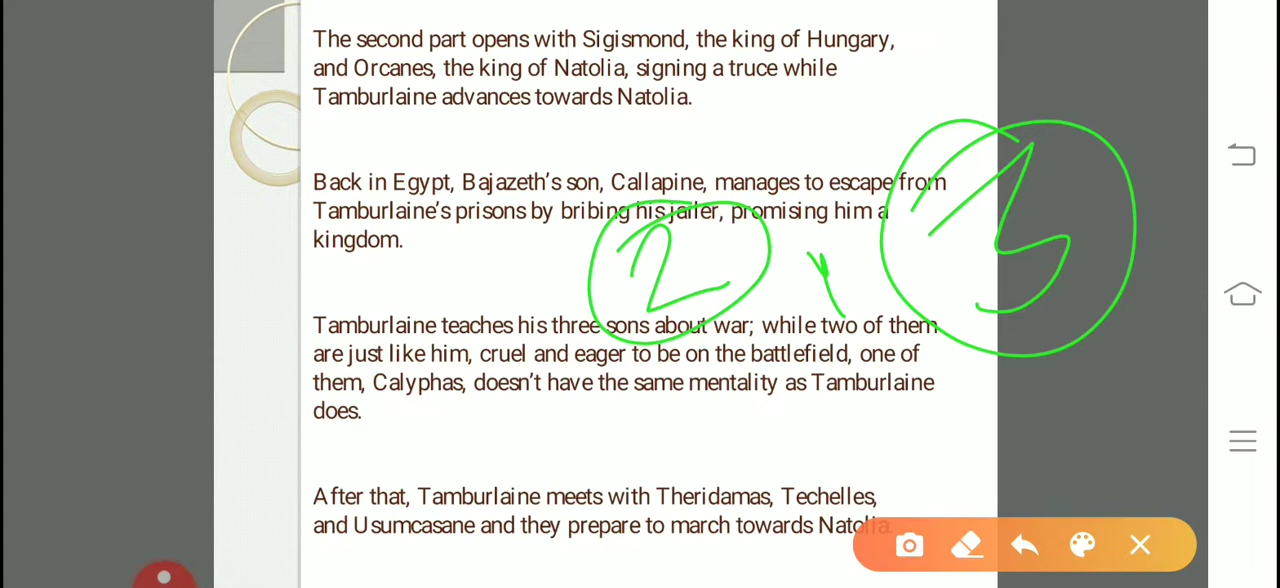 The second part opens with Sigismond, the king of Hungary,
and Orcanes, the king of Natolia, signing a truce while
Tamburlaine advances towards Natolia.
Back in Egypt, Bajazeth's son, Callapine, manages to escape from
Tamburlaine's prisons by bribing his jailer, promising him a
kingdom.
2
3
Tamburlaine teaches his three sons about war; while two of them
are just like him, cruel and eager to be on the battlefield, one of
them, Calyphas, doesn't have the same mentality as Tamburlaine
does.
After that, Tamburlaine meets with Theridamas, Techelles,
and Usumcasane and they prepare to march towards Natolia.